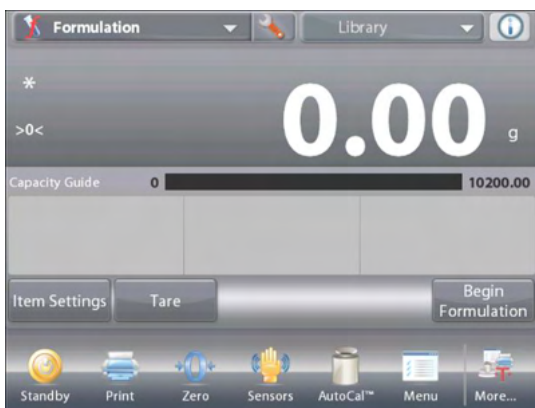 Formulation
Library
*
>0<
0.00 g
Capacity Guide 0 10200.00
Item Settings
Tare
Begin
Formulation
Standby
Print
Zero
Sensors
AutoCal™
Menu
More...